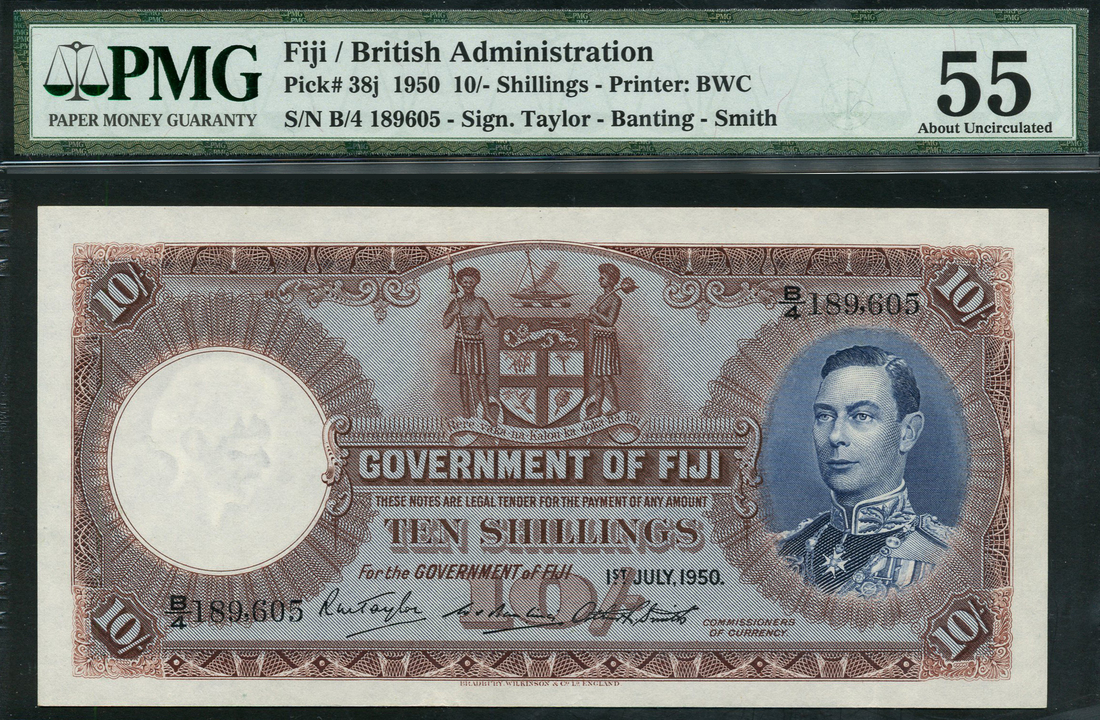 PMG
PAPER MONEY GUARANTY
Fiji / British Administration
Pick# 38j 1950 10/- Shillings - Printer: BWC
S/N B/4 189605 - Sign. Taylor - Banting - Smith
55
About Uncirculated
10/-
10/-
B/4 189,605
GOVERNMENT OF FIJI
THESE NOTES ARE LEGAL TENDER FOR THE PAYMENT OF ANY AMOUNT
TEN SHILLINGS
For the GOVERNMENT of FIJI 1ST JULY, 1950.
10/-
B/4 189,605
RWTaylor
COMMISSIONERS
OF CURRENCY
10/-
10/-
BRADBURY, WILKINSON & Co. Ld. ENGLAND